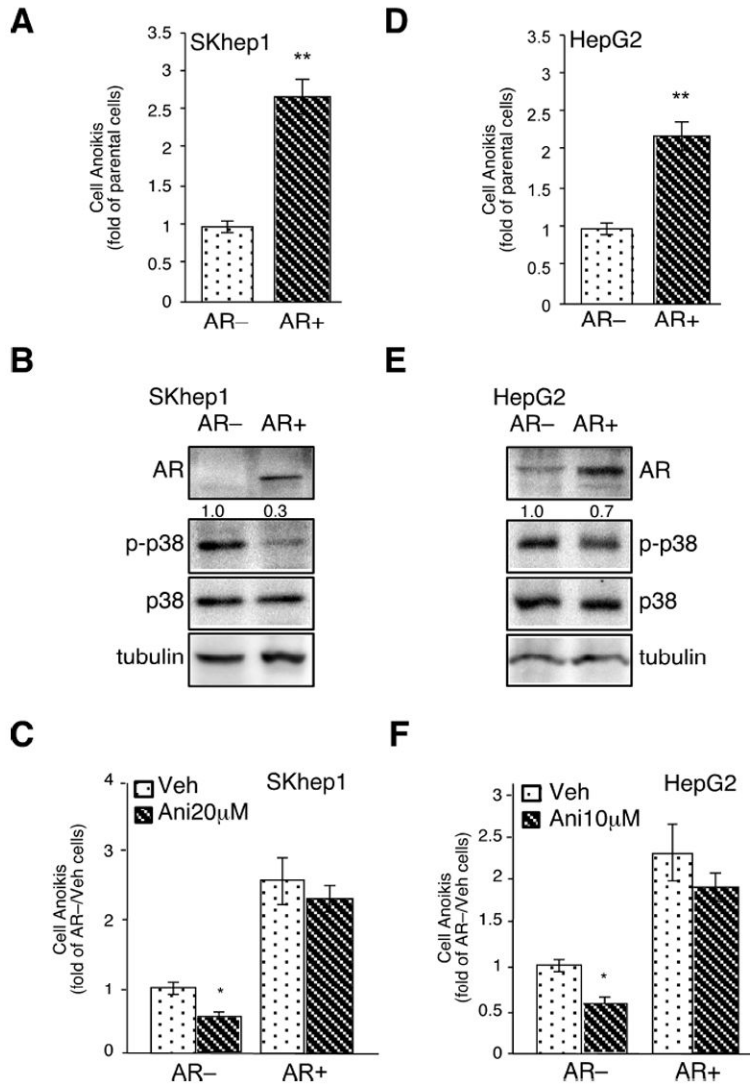 A
SKhep1
**
Cell Anoikis
(fold of parental cells)
3.5
3
2.5
2
1.5
1
0.5
0
AR–
AR+
D
HepG2
**
Cell Anoikis
(fold of parental cells)
3.5
3
2.5
2
1.5
1
0.5
0
AR–
AR+
B
SKhep1
AR– AR+
AR
1.0 0.3
p-p38
p38
tubulin
E
HepG2
AR– AR+
AR
1.0 0.7
p-p38
p38
tubulin
C
Veh
Ani20µM
SKhep1
Cell Anoikis
(fold of AR–/Veh cells)
4
3
2
1
0
*
AR–
AR+
F
Veh
Ani10µM
HepG2
Cell Anoikis
(fold of AR–/Veh cells)
3
2.5
2
1.5
1
0.5
0
*
AR–
AR+